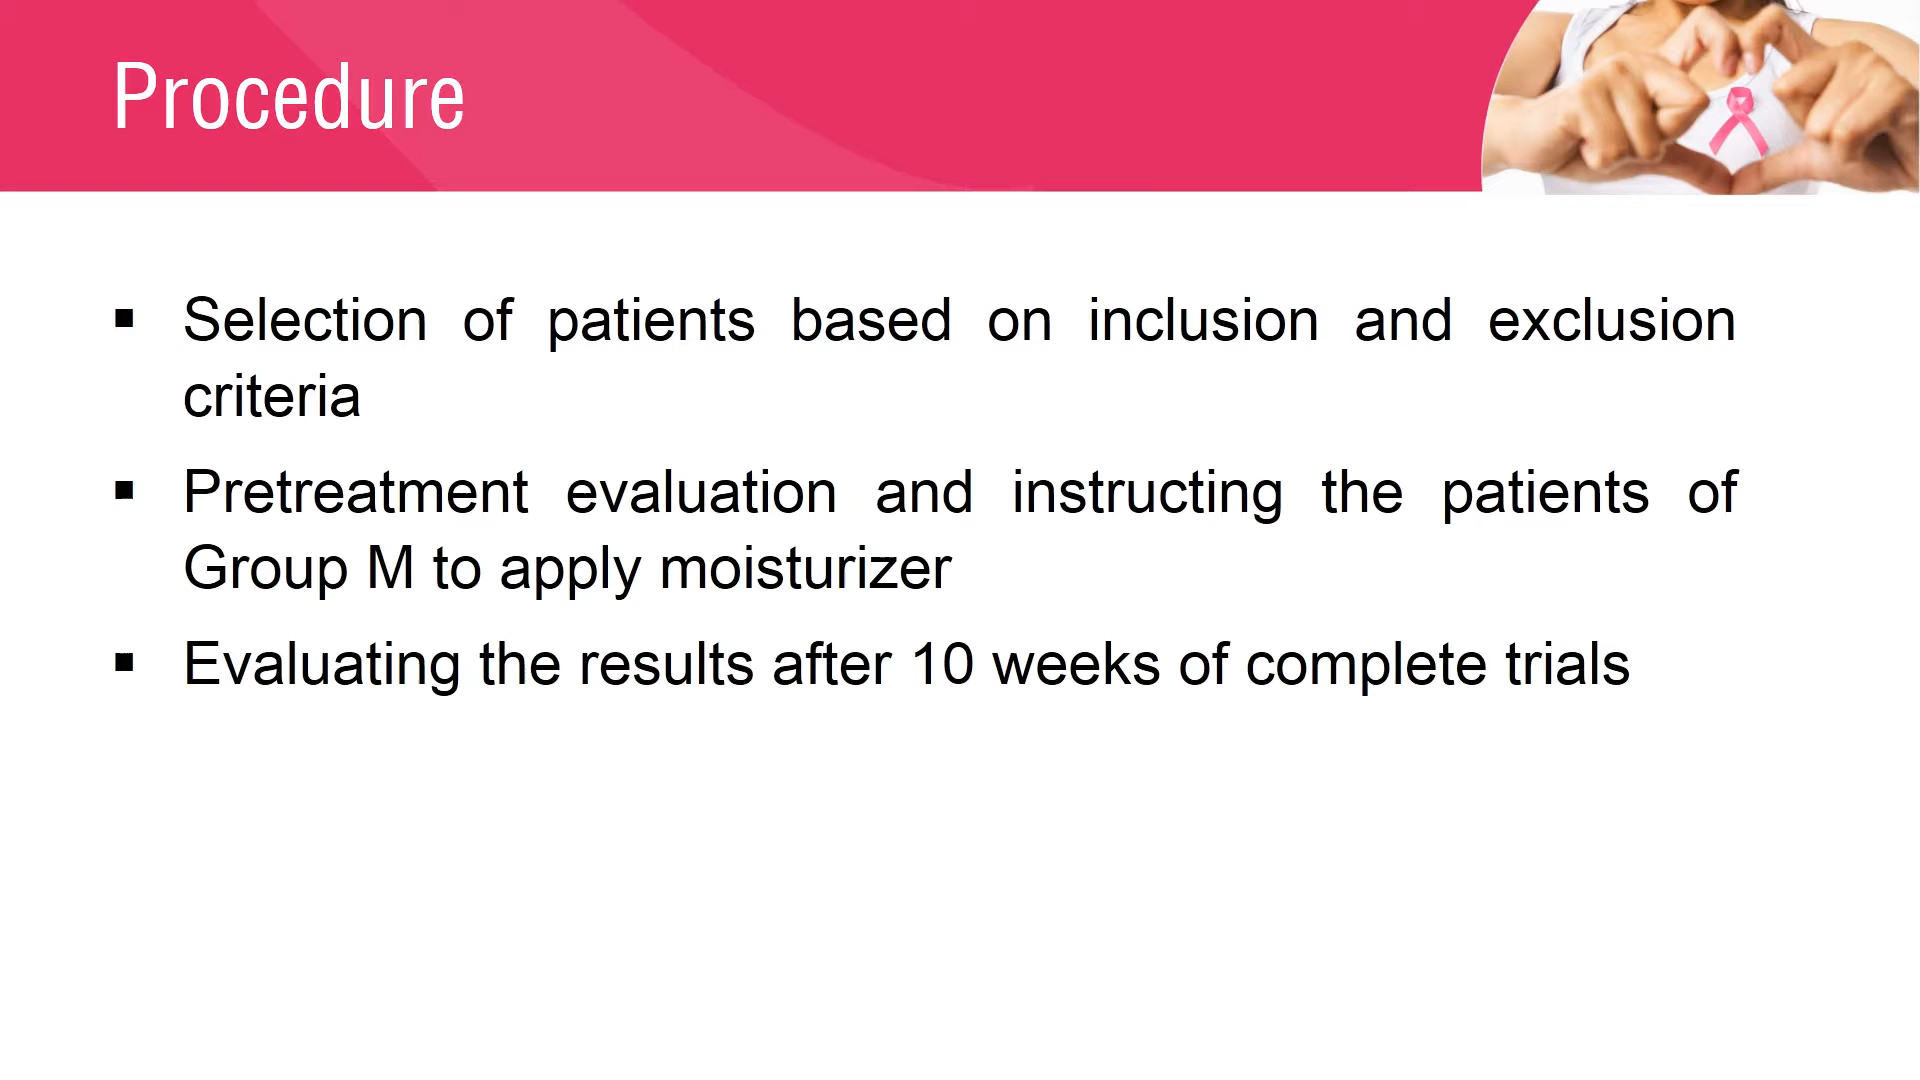 Procedure
▪ Selection of patients based on inclusion and exclusion
criteria
▪ Pretreatment evaluation and instructing the patients of
Group M to apply moisturizer
▪ Evaluating the results after 10 weeks of complete trials